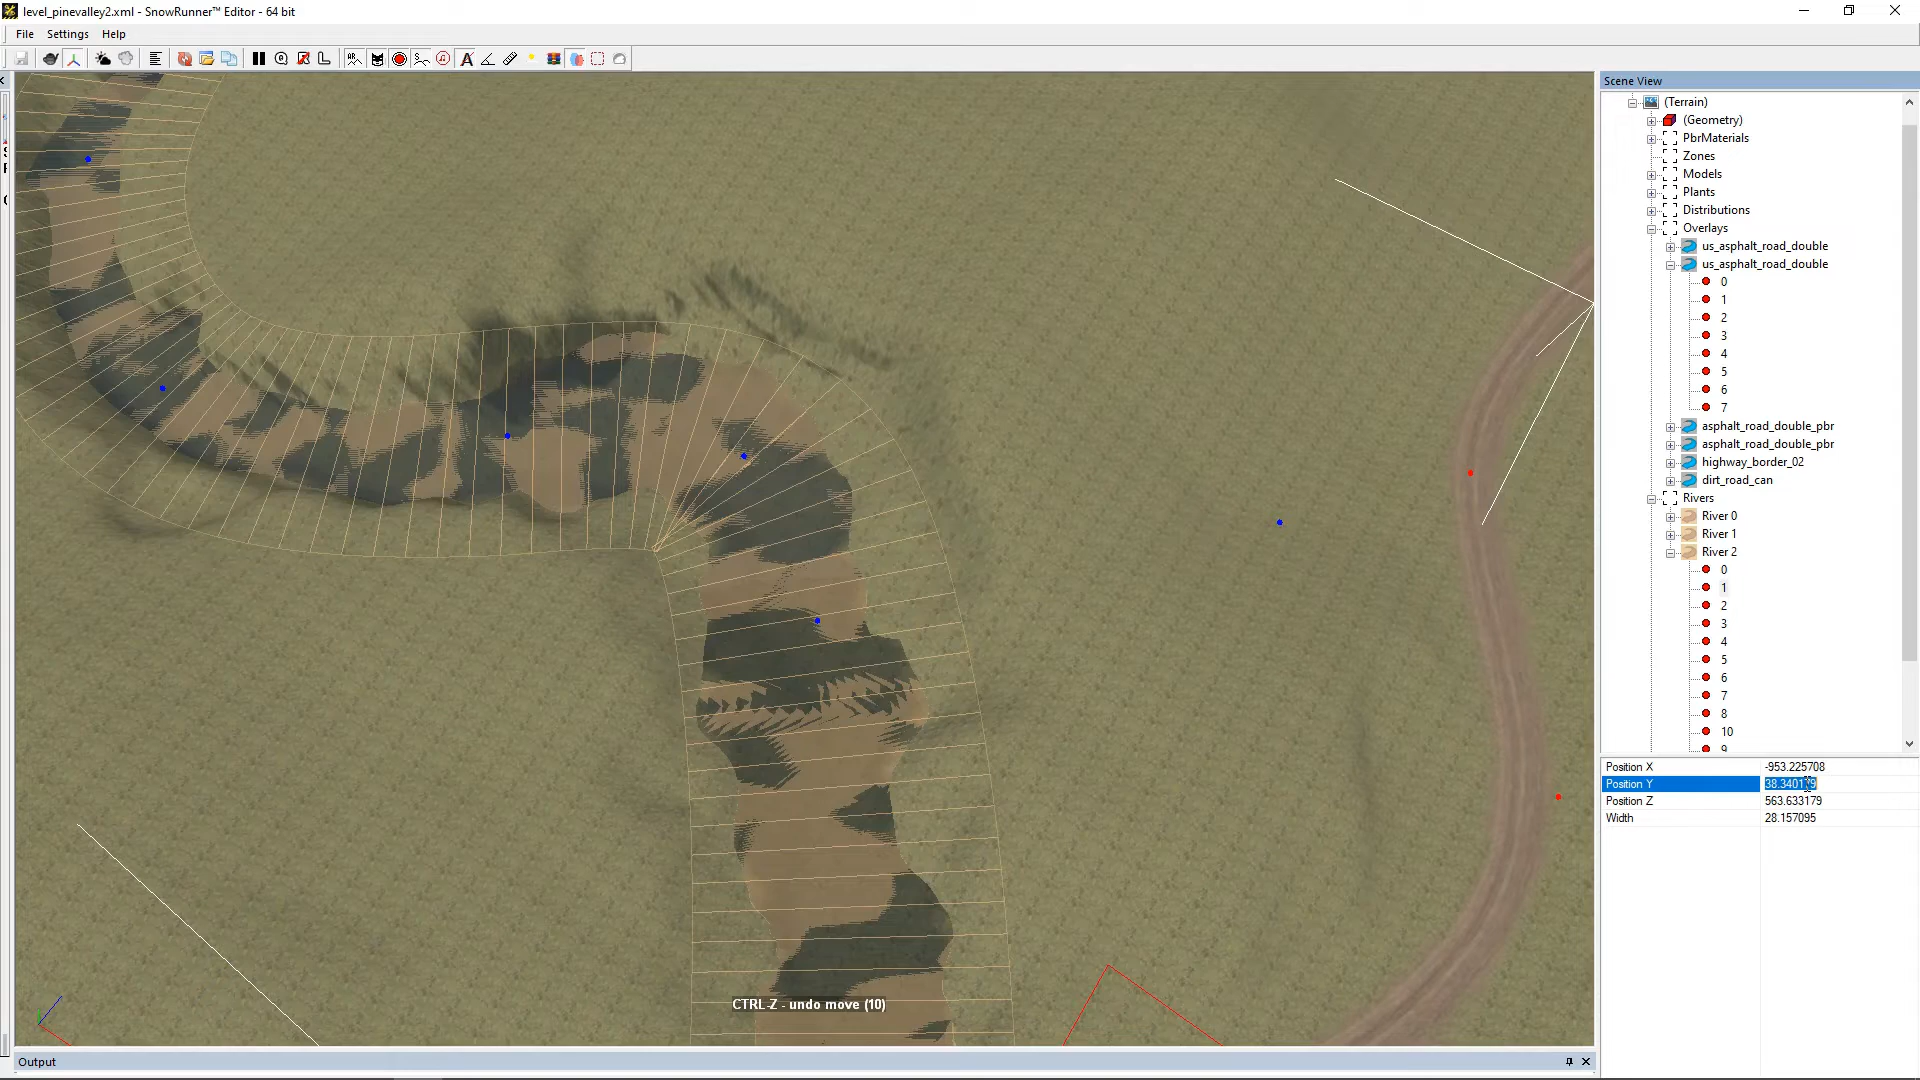 level_pinevalley2.xml - SnowRunner™ Editor - 64 bit
File Settings Help
Scene View
(Terrain)
(Geometry)
PbrMaterials
Zones
Models
Plants
Distributions
Overlays
us_asphalt_road_double
us_asphalt_road_double
0
1
2
3
4
5
6
7
asphalt_road_double_pbr
asphalt_road_double_pbr
highway_border_02
dirt_road_can
Rivers
River 0
River 1
River 2
0
1
2
3
4
5
6
7
8
10
9
Position X -953.225708
Position Y 38.340179
Position Z 563.633179
Width 28.157095
CTRL-Z - undo move (10)
Output